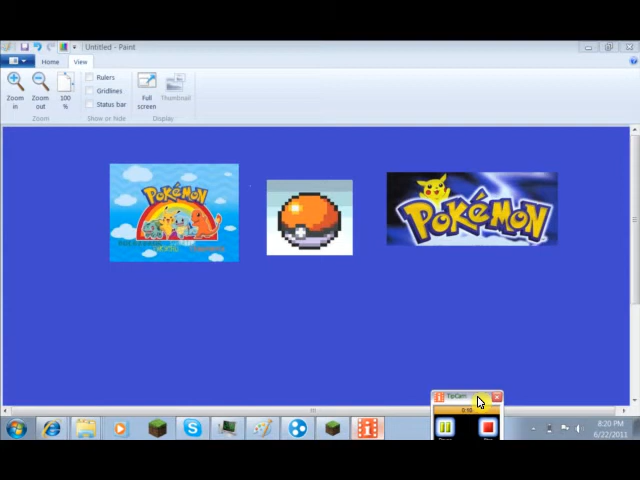 Untitled - Paint
Home View
Zoom in
Zoom out
100 %
Rulers
Gridlines
Status bar
Full screen
Thumbnail
Zoom
Show or hide
Display
POKéMON
POKéMON
TipCam
8:20 PM
6/22/2011